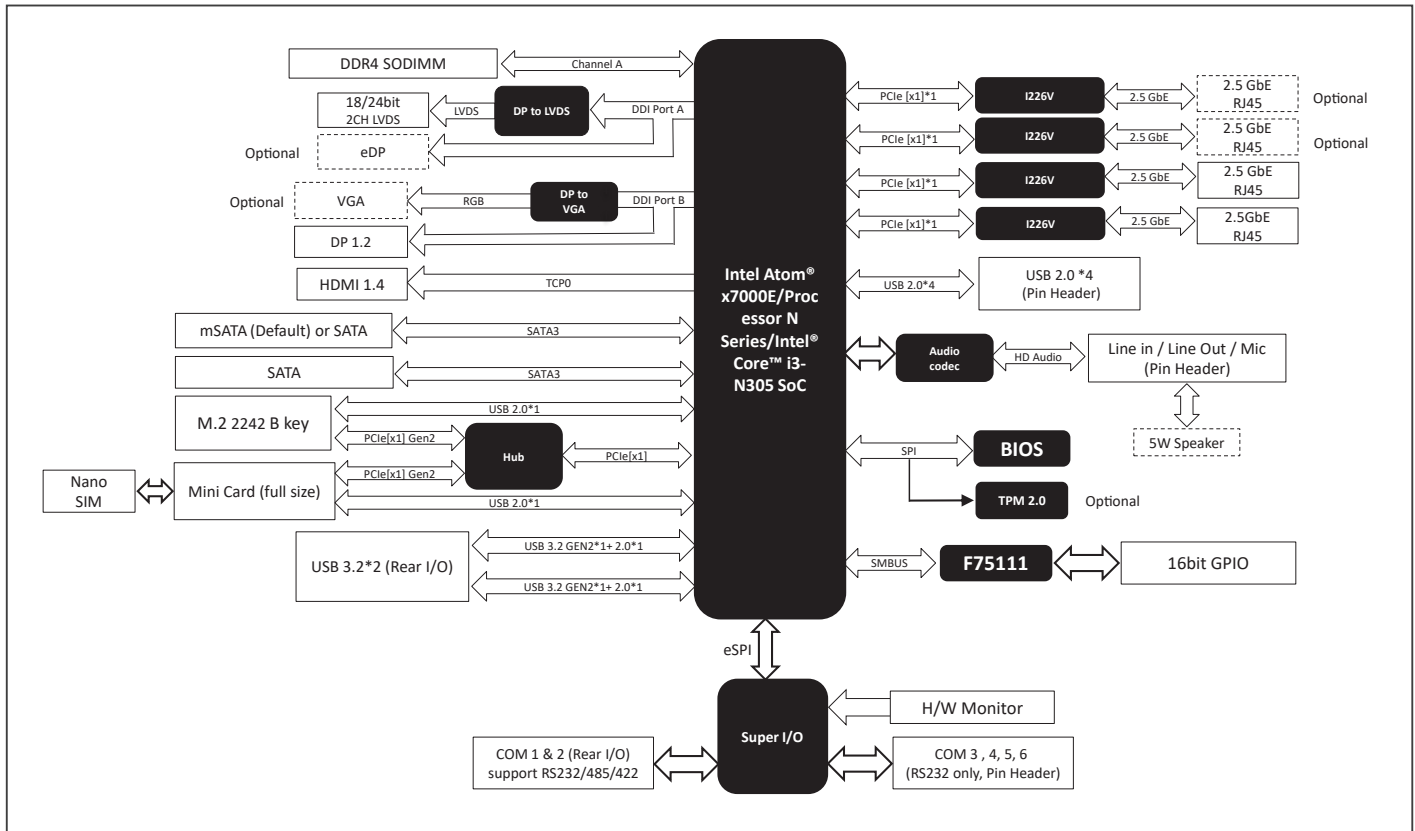 DDR4 SODIMM
Channel A
18/24bit
2CH LVDS
LVDS
DP to LVDS
DDI Port A
Optional
eDP
Optional
VGA
RGB
DP to
VGA
DDI Port B
DP 1.2
HDMI 1.4
TCP0
mSATA (Default) or SATA
SATA3
SATA
SATA3
M.2 2242 B key
USB 2.0*1
PCIe[x1] Gen2
Hub
PCIe[x1]
Nano
SIM
Mini Card (full size)
PCIe[x1] Gen2
USB 2.0*1
USB 3.2*2 (Rear I/O)
USB 3.2 GEN2*1+ 2.0*1
USB 3.2 GEN2*1+ 2.0*1
Intel Atom®
x7000E/Proc
essor N
Series/Intel®
Core™ i3-
N305 SoC
PCIe [x1]*1
I226V
2.5 GbE
2.5 GbE
RJ45
Optional
PCIe [x1]*1
I226V
2.5 GbE
2.5 GbE
RJ45
Optional
PCIe [x1]*1
I226V
2.5 GbE
2.5 GbE
RJ45
PCIe [x1]*1
I226V
2.5 GbE
2.5GbE
RJ45
USB 2.0*4
USB 2.0 *4
(Pin Header)
Audio
codec
HD Audio
Line in / Line Out / Mic
(Pin Header)
5W Speaker
SPI
BIOS
TPM 2.0
Optional
SMBUS
F75111
16bit GPIO
eSPI
Super I/O
H/W Monitor
COM 1 & 2 (Rear I/O)
support RS232/485/422
COM 3 , 4, 5, 6
(RS232 only, Pin Header)